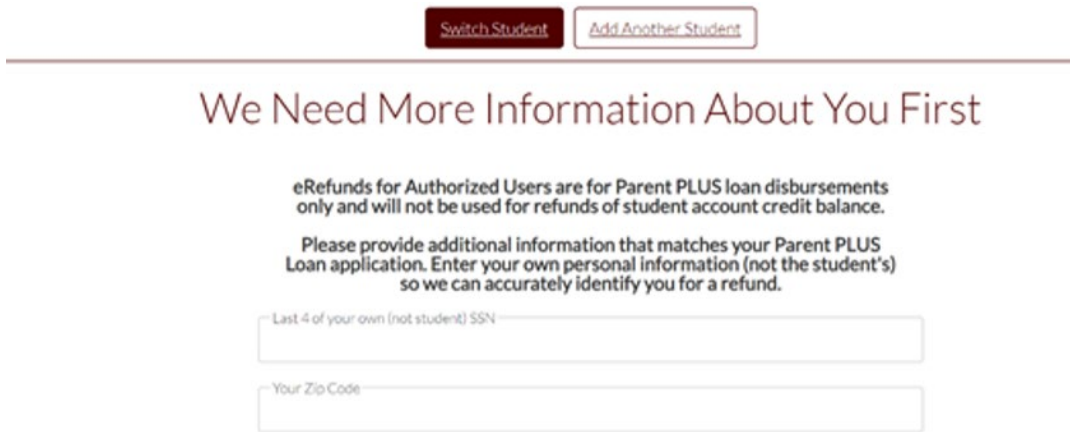 Switch Student
Add Another Student
We Need More Information About You First
eRefunds for Authorized Users are for Parent PLUS loan disbursements
only and will not be used for refunds of student account credit balance.
Please provide additional information that matches your Parent PLUS
Loan application. Enter your own personal information (not the student's)
so we can accurately identify you for a refund.
Last 4 of your own (not student) SSN
Your Zip Code